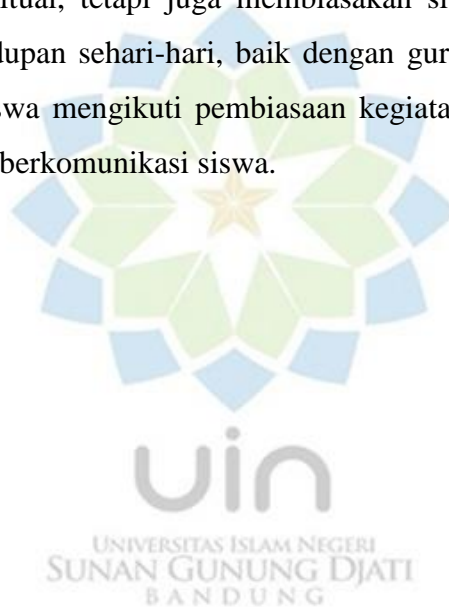 tual, tetapi juga membiasakan si
dupan sehari-hari, baik dengan gur
swa mengikuti pembiasaan kegiata
berkomunikasi siswa.
uin
UNIVERSITAS ISLAM NEGERI
SUNAN GUNUNG DJATI
BANDUNG